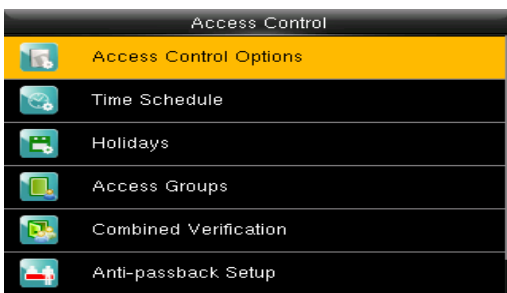 Access Control
Access Control Options
Time Schedule
Holidays
Access Groups
Combined Verification
Anti-passback Setup